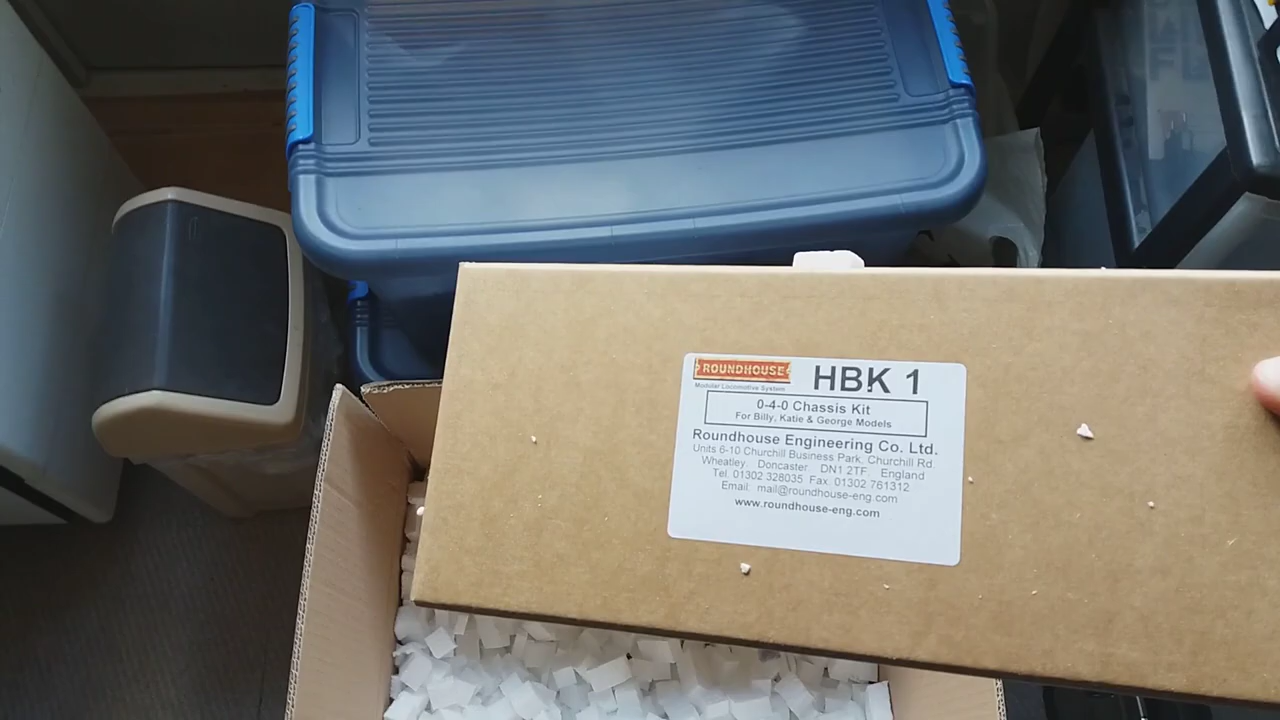 ROUNDHOUSE
Modular Locomotive System
HBK 1
0-4-0 Chassis Kit
For Billy, Katie & George Models
Roundhouse Engineering Co. Ltd.
Units 6-10 Churchill Business Park, Churchill Rd.
Wheatley, Doncaster DN1 2TF, England
Tel. 01302 328035 Fax 01302 761312
Email: mail@roundhouse-eng.com
www.roundhouse-eng.com